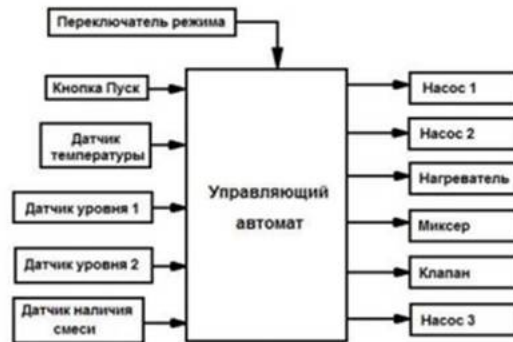 Переключатель режима
Кнопка Пуск
Датчик
температуры
Датчик уровня 1
Датчик уровня 2
Датчик наличия
смеси
Управляющий
автомат
Насос 1
Насос 2
Нагреватель
Миксер
Клапан
Насос 3